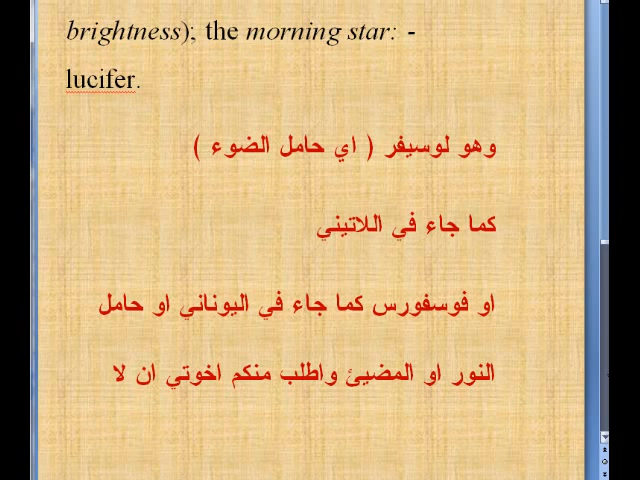 brightness); the morning star: -
lucifer.
وهو لوسيفر ( اي حامل الضوء )
كما جاء في اللاتيني
او فوسفورس كما جاء في اليوناني او حامل
النور او المضيئ واطلب منكم اخوتي ان لا